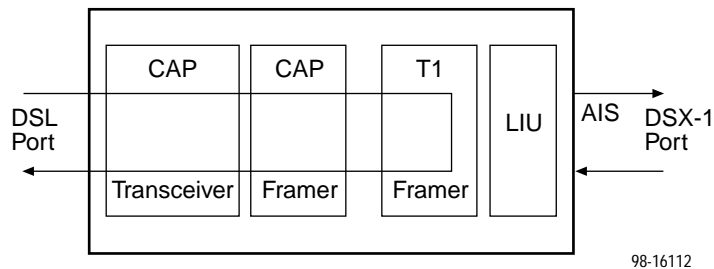 CAP
CAP
T1
DSL
Port
LIU
AIS
DSX-1
Port
Transceiver
Framer
Framer
98-16112